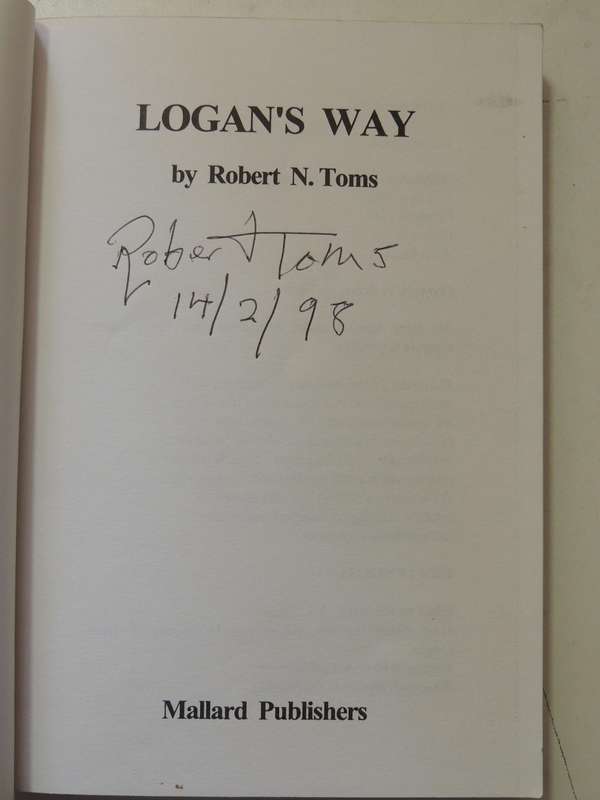 LOGAN'S WAY
by Robert N. Toms
Robert Toms
14/2/98
Mallard Publishers